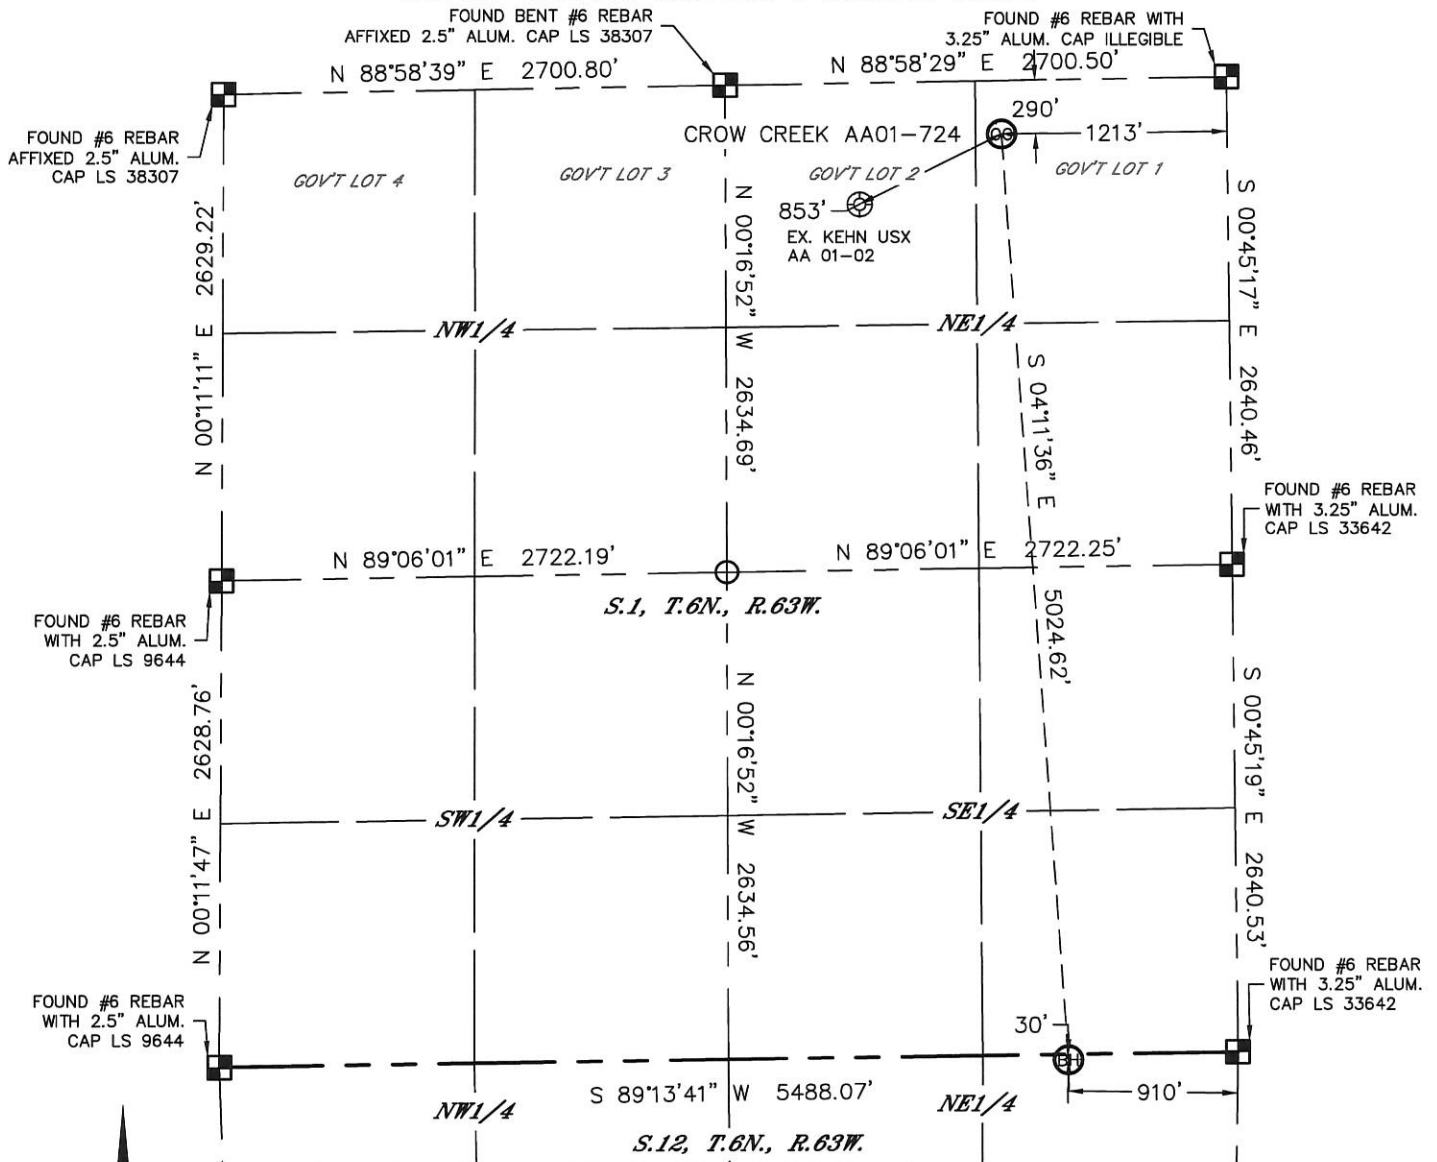 FOUND BENT #6 REBAR
AFFIXED 2.5" ALUM. CAP LS 38307
FOUND #6 REBAR WITH
3.25" ALUM. CAP ILLEGIBLE
N 88°58'39" E 2700.80'
N 88°58'29" E 2700.50'
FOUND #6 REBAR
AFFIXED 2.5" ALUM.
CAP LS 38307
290'
CROW CREEK AA01-724
1213'
GOV'T LOT 4
GOV'T LOT 3
GOV'T LOT 2
GOV'T LOT 1
853'
EX. KEHN USX
AA 01-02
N 00°11'11" E 2629.22'
N 00°16'52" W 2634.69'
S 00°45'17" E 2640.46'
NW1/4
NE1/4
S 04°11'36" E 5024.62'
FOUND #6 REBAR
WITH 3.25" ALUM.
CAP LS 33642
N 89°06'01" E 2722.19'
N 89°06'01" E 2722.25'
S.1, T.6N., R.63W.
FOUND #6 REBAR
WITH 2.5" ALUM.
CAP LS 9644
N 00°11'47" E 2628.76'
N 00°16'52" W 2634.56'
S 00°45'19" E 2640.53'
SW1/4
SE1/4
FOUND #6 REBAR
WITH 3.25" ALUM.
CAP LS 33642
FOUND #6 REBAR
WITH 2.5" ALUM.
CAP LS 9644
30'
BH
S 89°13'41" W 5488.07'
910'
NW1/4
NE1/4
S.12, T.6N., R.63W.